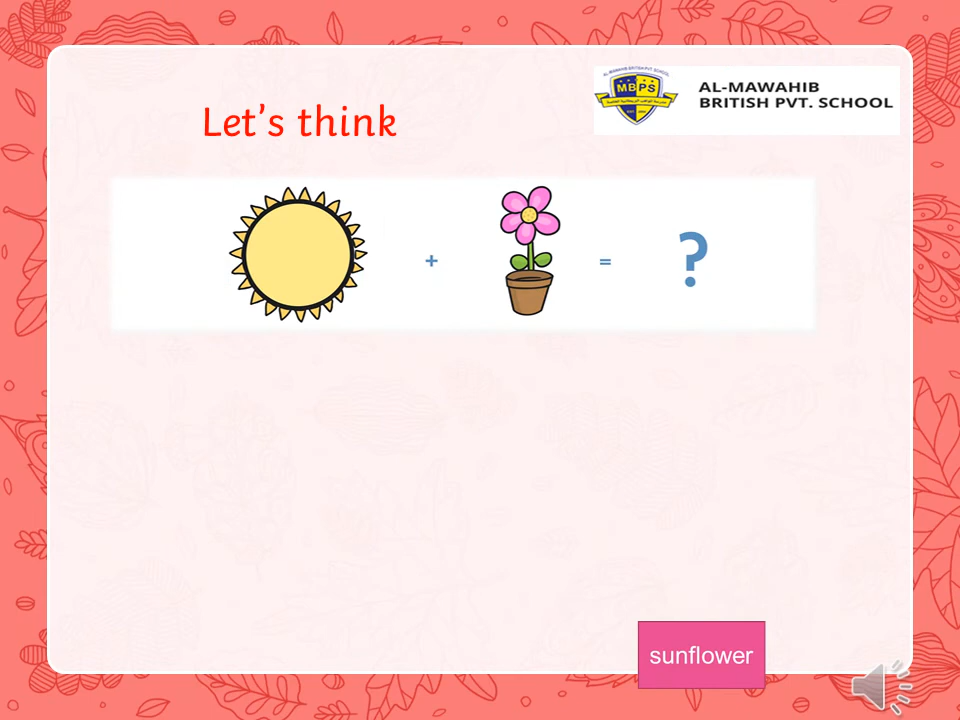 Let's think
MBPS
AL-MAWAHIB
BRITISH PVT. SCHOOL
+ = ?
sunflower